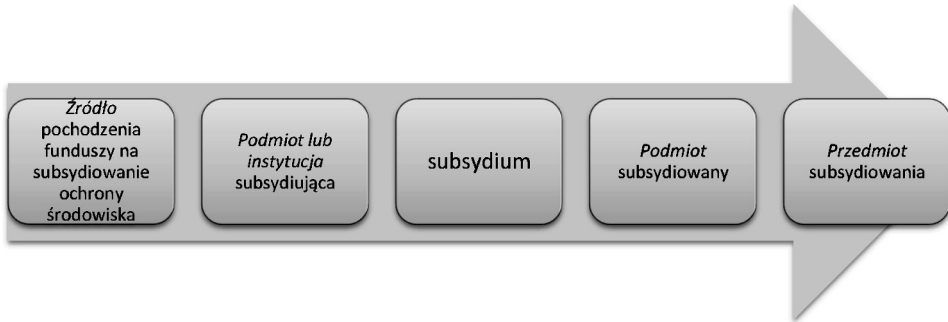 Źródło
pochodzenia
funduszy na
subsydiowanie
ochrony
środowiska
Podmiot lub
instytucja
subsydiująca
subsydium
Podmiot
subsydiowany
Przedmiot
subsydiowania